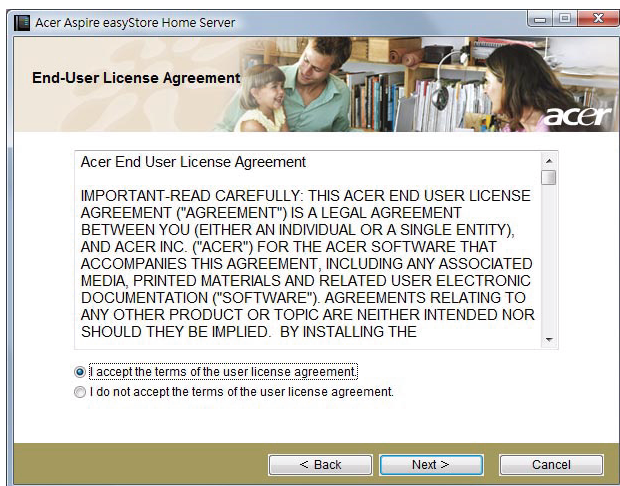 Acer Aspire easyStore Home Server
End-User License Agreement
acer
Acer End User License Agreement
IMPORTANT-READ CAREFULLY: THIS ACER END USER LICENSE
AGREEMENT ("AGREEMENT") IS A LEGAL AGREEMENT
BETWEEN YOU (EITHER AN INDIVIDUAL OR A SINGLE ENTITY),
AND ACER INC. ("ACER") FOR THE ACER SOFTWARE THAT
ACCOMPANIES THIS AGREEMENT, INCLUDING ANY ASSOCIATED
MEDIA, PRINTED MATERIALS AND RELATED USER ELECTRONIC
DOCUMENTATION ("SOFTWARE"). AGREEMENTS RELATING TO
ANY OTHER PRODUCT OR TOPIC ARE NEITHER INTENDED NOR
SHOULD THEY BE IMPLIED. BY INSTALLING THE
I accept the terms of the user license agreement.
I do not accept the terms of the user license agreement.
< Back Next > Cancel